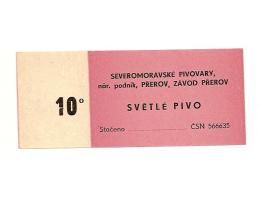 10°
SEVEROMORAVSKÉ PIVOVARY,
nár. podnik, PŘEROV, ZÁVOD PŘEROV
SVĚTLÉ PIVO
Stočeno ČSN 566635